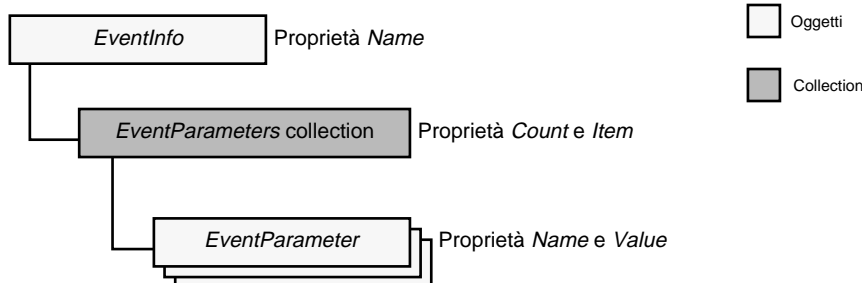 EventInfo Proprietà Name
EventParameters collection Proprietà Count e Item
EventParameter Proprietà Name e Value
Oggetti
Collection